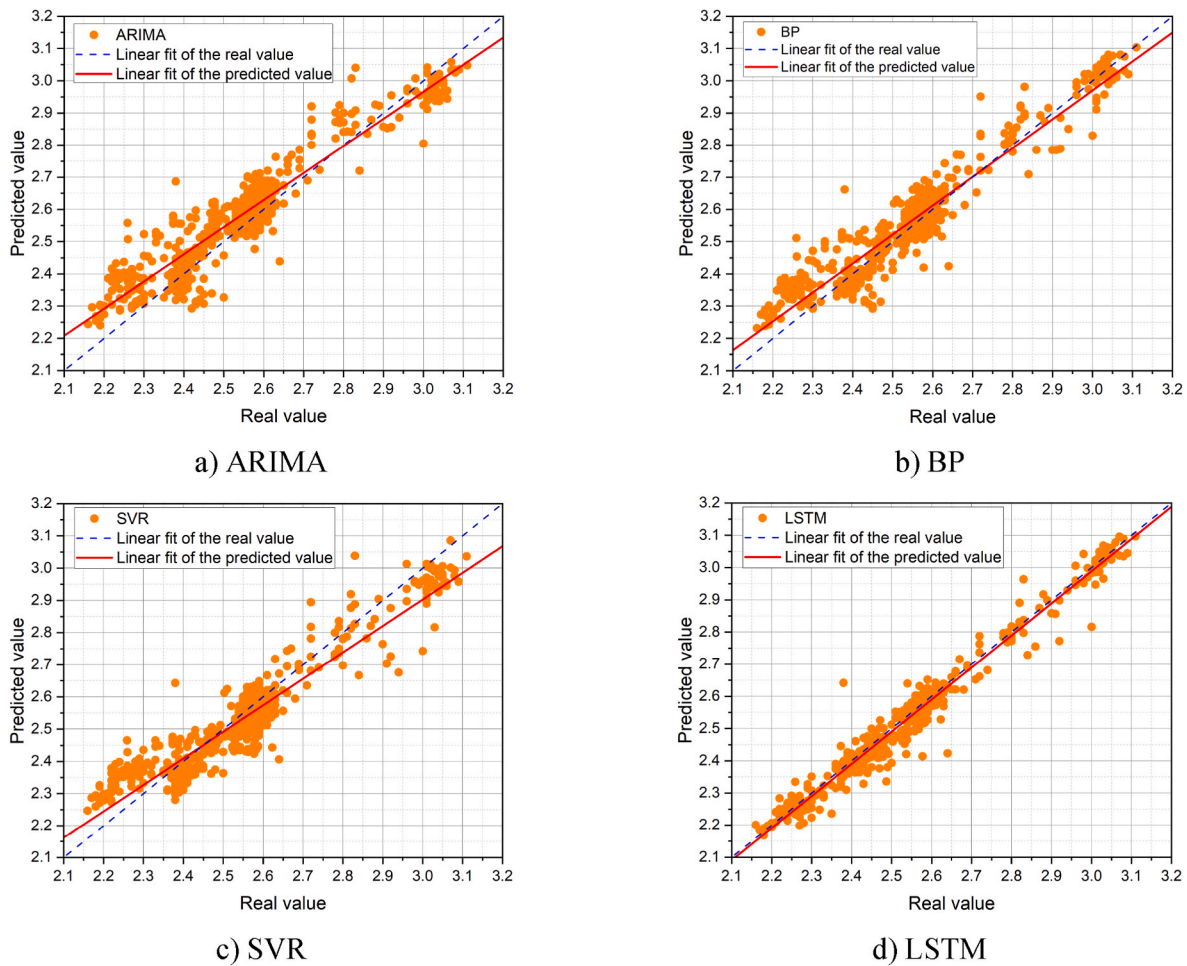 3.2
3.1
3.0
2.9
2.8
2.7
2.6
2.5
2.4
2.3
2.2
2.1
Predicted value
ARIMA
Linear fit of the real value
Linear fit of the predicted value
2.1 2.2 2.3 2.4 2.5 2.6 2.7 2.8 2.9 3.0 3.1 3.2
Real value
a) ARIMA
3.2
3.1
3.0
2.9
2.8
2.7
2.6
2.5
2.4
2.3
2.2
2.1
Predicted value
BP
Linear fit of the real value
Linear fit of the predicted value
2.1 2.2 2.3 2.4 2.5 2.6 2.7 2.8 2.9 3.0 3.1 3.2
Real value
b) BP
3.2
3.1
3.0
2.9
2.8
2.7
2.6
2.5
2.4
2.3
2.2
2.1
Predicted value
SVR
Linear fit of the real value
Linear fit of the predicted value
2.1 2.2 2.3 2.4 2.5 2.6 2.7 2.8 2.9 3.0 3.1 3.2
Real value
c) SVR
3.2
3.1
3.0
2.9
2.8
2.7
2.6
2.5
2.4
2.3
2.2
2.1
Predicted value
LSTM
Linear fit of the real value
Linear fit of the predicted value
2.1 2.2 2.3 2.4 2.5 2.6 2.7 2.8 2.9 3.0 3.1 3.2
Real value
d) LSTM